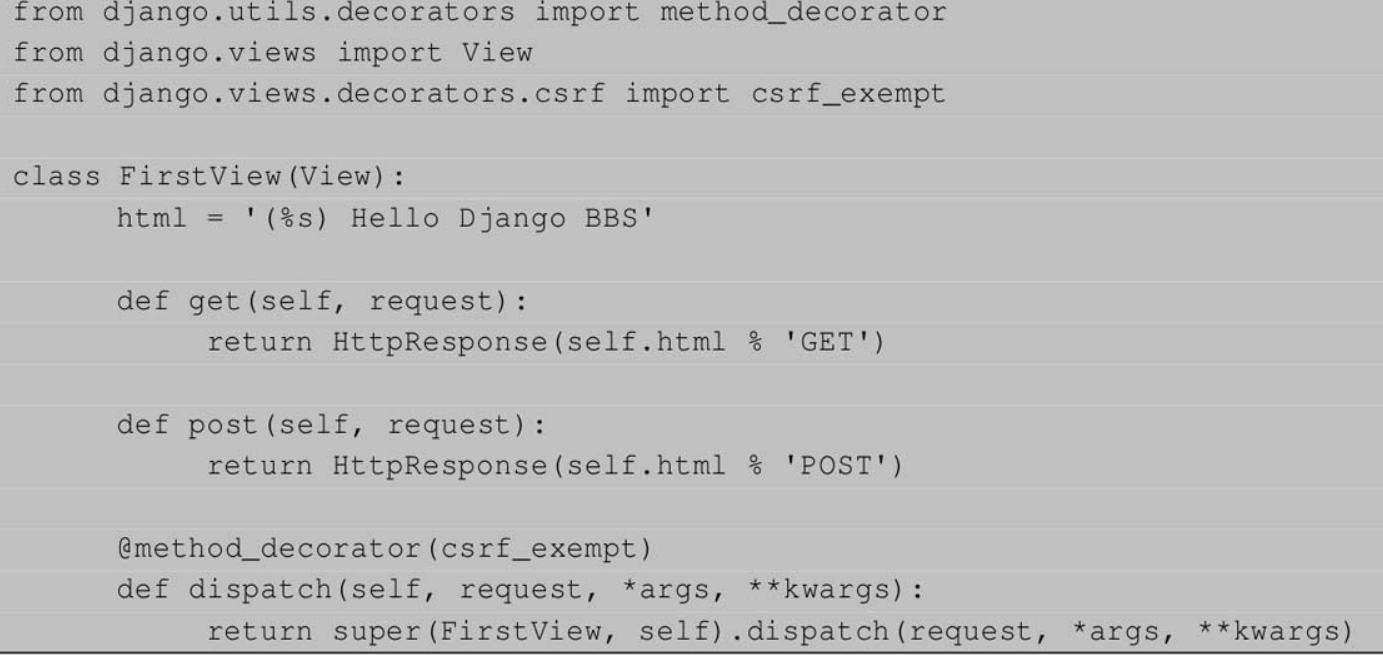 from django.utils.decorators import method_decorator
from django.views import View
from django.views.decorators.csrf import csrf_exempt
class FirstView(View):
html = '(%s) Hello Django BBS'
def get(self, request):
return HttpResponse(self.html % 'GET')
def post(self, request):
return HttpResponse(self.html % 'POST')
@method_decorator(csrf_exempt)
def dispatch(self, request, *args, **kwargs):
return super(FirstView, self).dispatch(request, *args, **kwargs)